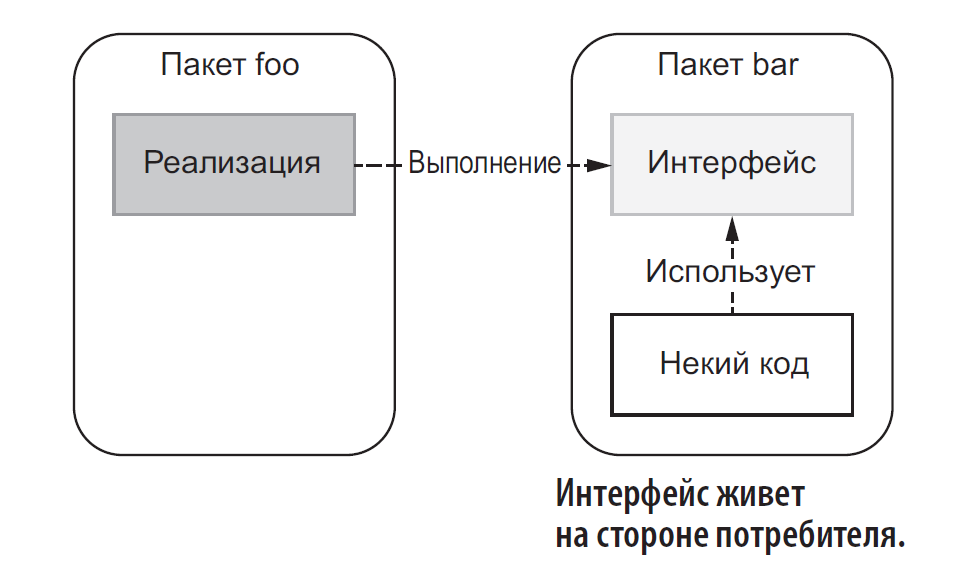 Пакет foo
Пакет bar
Реализация
Выполнение
Интерфейс
Использует
Некий код
Интерфейс живет
на стороне потребителя.